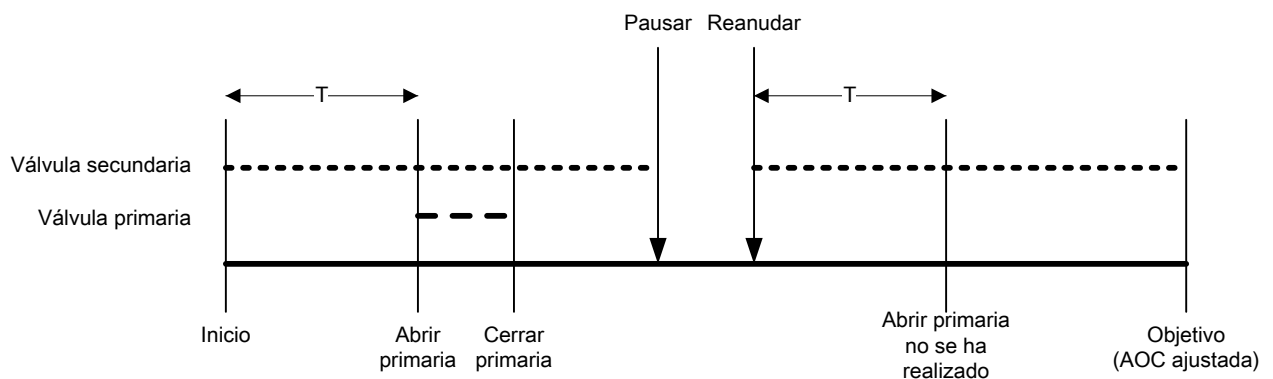 Pausar Reanudar
T T
Válvula secundaria
Válvula primaria
Inicio
Abrir
primaria
Cerrar
primaria
Abrir primaria
no se ha
realizado
Objetivo
(AOC ajustada)